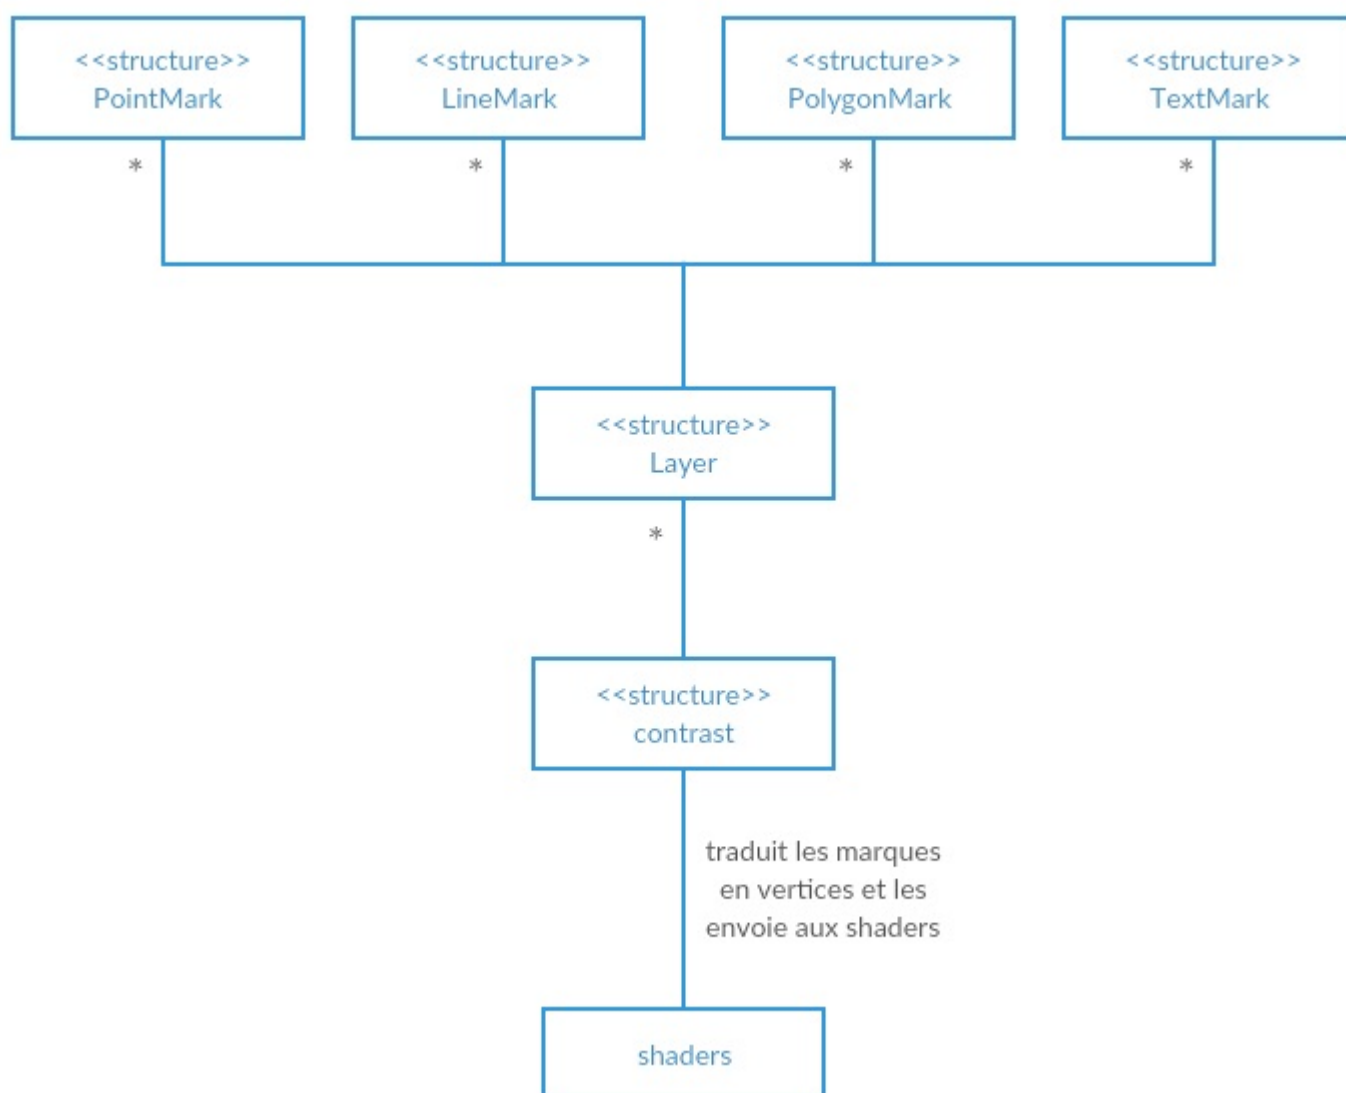 <<structure>>
PointMark
<<structure>>
LineMark
<<structure>>
PolygonMark
<<structure>>
TextMark
*
*
*
*
<<structure>>
Layer
*
<<structure>>
contrast
traduit les marques
en vertices et les
envoie aux shaders
shaders